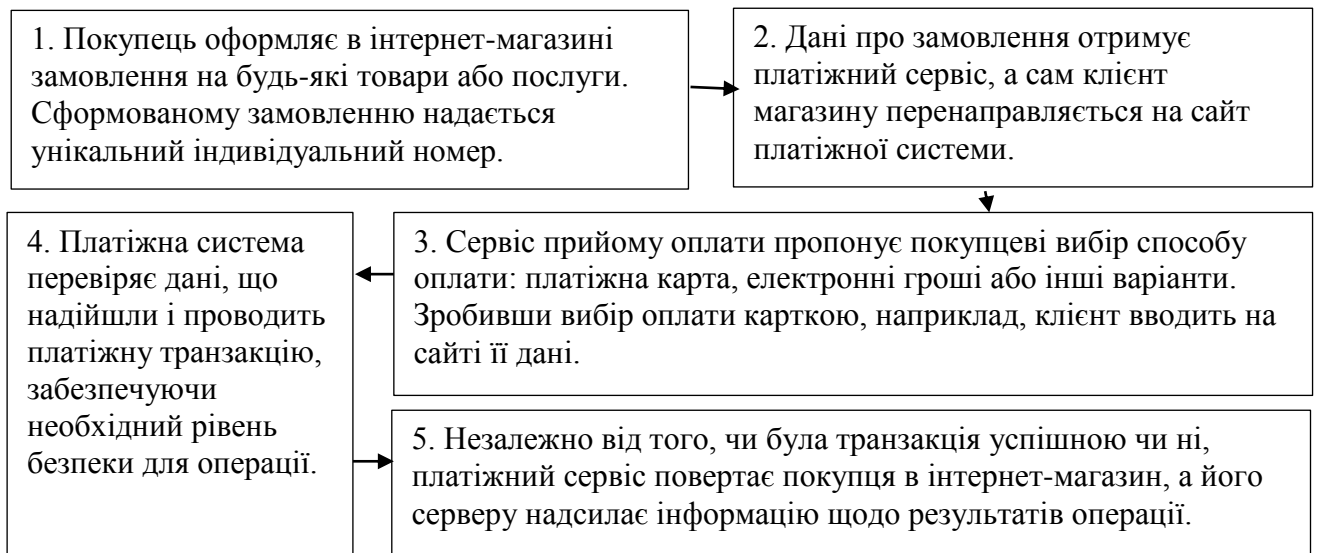 1. Покупець оформляє в інтернет-магазині
замовлення на будь-які товари або послуги.
Сформованому замовленню надається
унікальний індивідуальний номер.
2. Дані про замовлення отримує
платіжний сервіс, а сам клієнт
магазину перенаправляється на сайт
платіжної системи.
3. Сервіс прийому оплати пропонує покупцеві вибір способу
оплати: платіжна карта, електронні гроші або інші варіанти.
Зробивши вибір оплати карткою, наприклад, клієнт вводить на
сайті її дані.
4. Платіжна система
перевіряє дані, що
надійшли і проводить
платіжну транзакцію,
забезпечуючи
необхідний рівень
безпеки для операції.
5. Незалежно від того, чи була транзакція успішною чи ні,
платіжний сервіс повертає покупця в інтернет-магазин, а його
серверу надсилає інформацію щодо результатів операції.